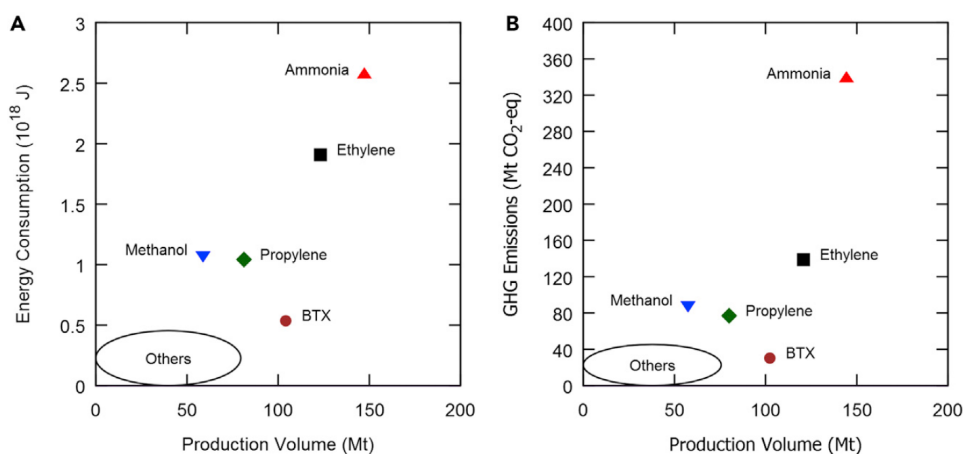 A
Energy Consumption (10¹⁸ J)
3
2.5
2
1.5
1
0.5
0
Ammonia
Ethylene
Methanol
Propylene
BTX
Others
0 50 100 150 200
Production Volume (Mt)
B
GHG Emissions (Mt CO₂-eq)
400
360
320
280
240
200
160
120
80
40
0
Ammonia
Ethylene
Methanol
Propylene
BTX
Others
0 50 100 150 200
Production Volume (Mt)